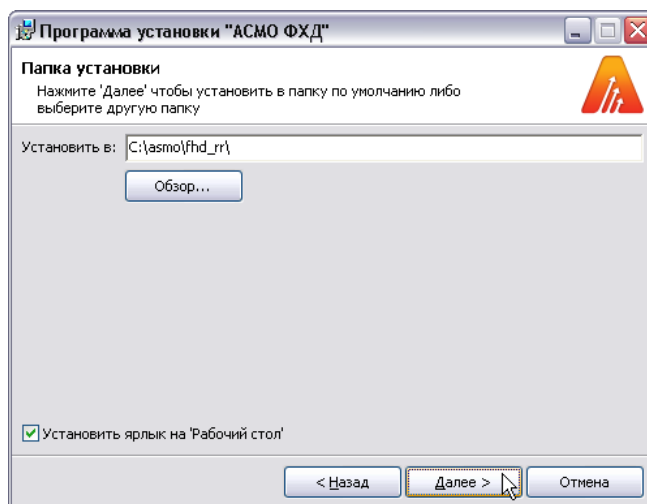 Программа установки "АСМО ФХД"
Папка установки
Нажмите 'Далее' чтобы установить в папку по умолчанию либо
выберите другую папку
Установить в: C:\asmo\fhd_rr\
Обзор...
Установить ярлык на 'Рабочий стол'
< Назад Далее > Отмена